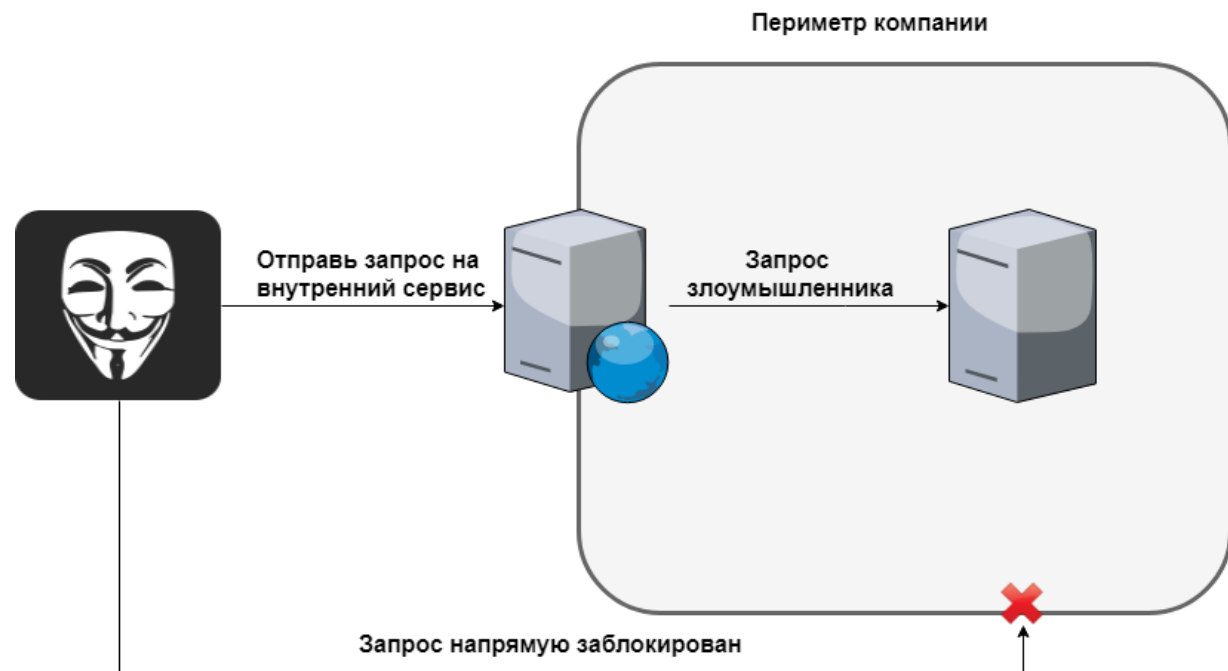 Периметр компании
Отправь запрос на
внутренний сервис
Запрос
злоумышленника
Запрос напрямую заблокирован